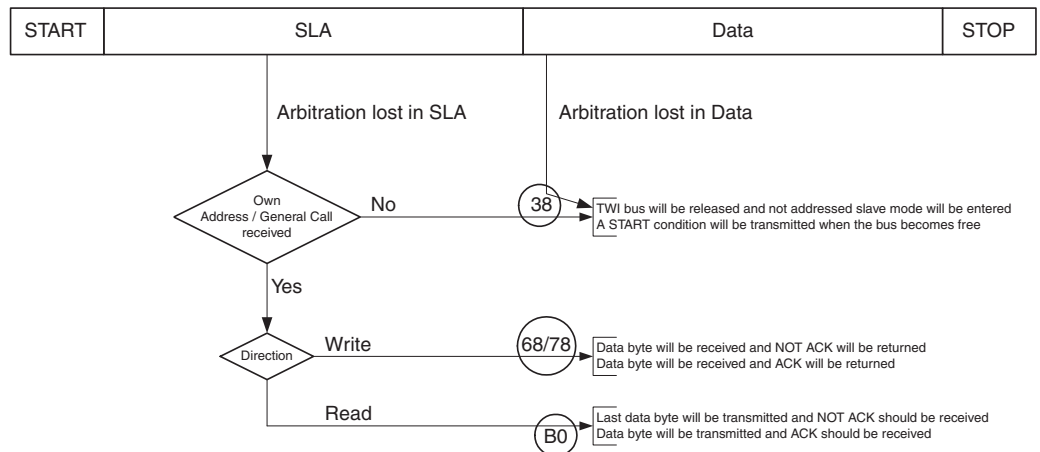 START SLA Data STOP
Arbitration lost in SLA Arbitration lost in Data
Own
Address / General Call
received
No
38
TWI bus will be released and not addressed slave mode will be entered
A START condition will be transmitted when the bus becomes free
Yes
Direction
Write
68/78
Data byte will be received and NOT ACK will be returned
Data byte will be received and ACK will be returned
Read
B0
Last data byte will be transmitted and NOT ACK should be received
Data byte will be transmitted and ACK should be received